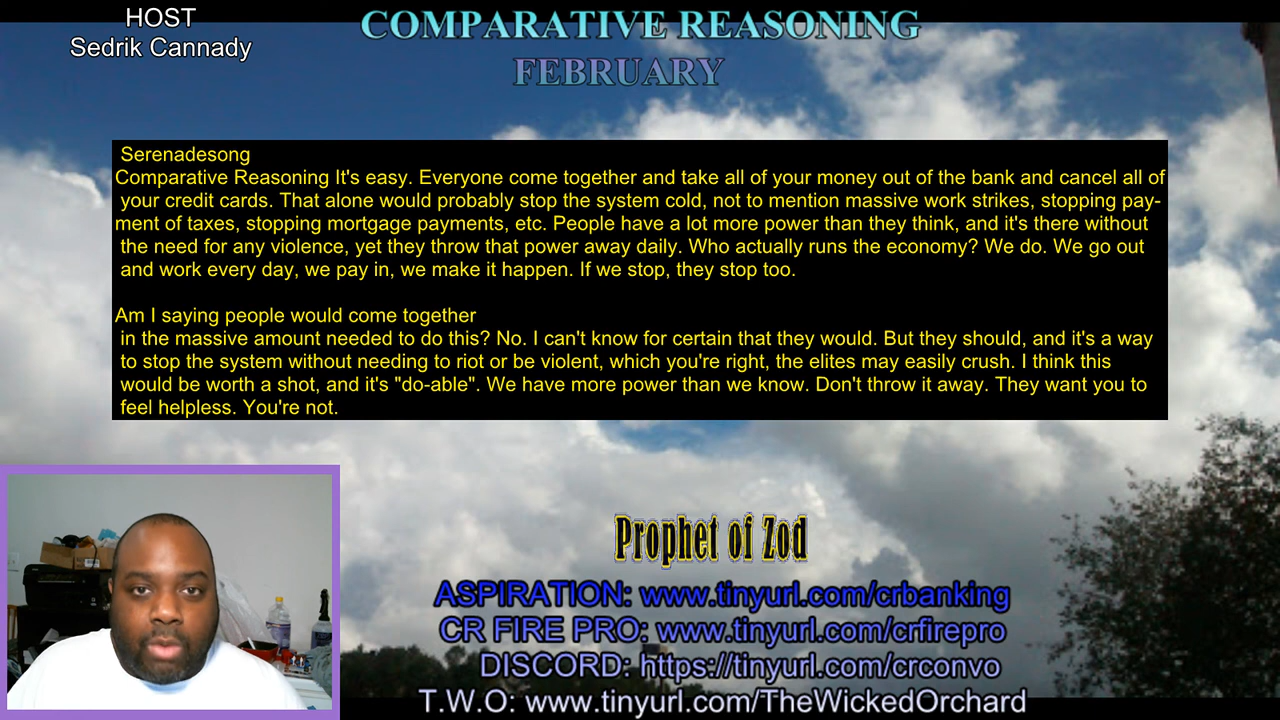 HOST
Sedrik Cannady
COMPARATIVE REASONING
FEBRUARY
Serenadesong
Comparative Reasoning It's easy. Everyone come together and take all of your money out of the bank and cancel all of
your credit cards. That alone would probably stop the system cold, not to mention massive work strikes, stopping pay-
ment of taxes, stopping mortgage payments, etc. People have a lot more power than they think, and it's there without
the need for any violence, yet they throw that power away daily. Who actually runs the economy? We do. We go out
and work every day, we pay in, we make it happen. If we stop, they stop too.
Am I saying people would come together
in the massive amount needed to do this? No. I can't know for certain that they would. But they should, and it's a way
to stop the system without needing to riot or be violent, which you're right, the elites may easily crush. I think this
would be worth a shot, and it's "do-able". We have more power than we know. Don't throw it away. They want you to
feel helpless. You're not.
Prophet of Zod
ASPIRATION: www.tinyurl.com/crbanking
CR FIRE PRO: www.tinyurl.com/crfirepro
DISCORD: https://tinyurl.com/crconvo
T.W.O: www.tinyurl.com/TheWickedOrchard